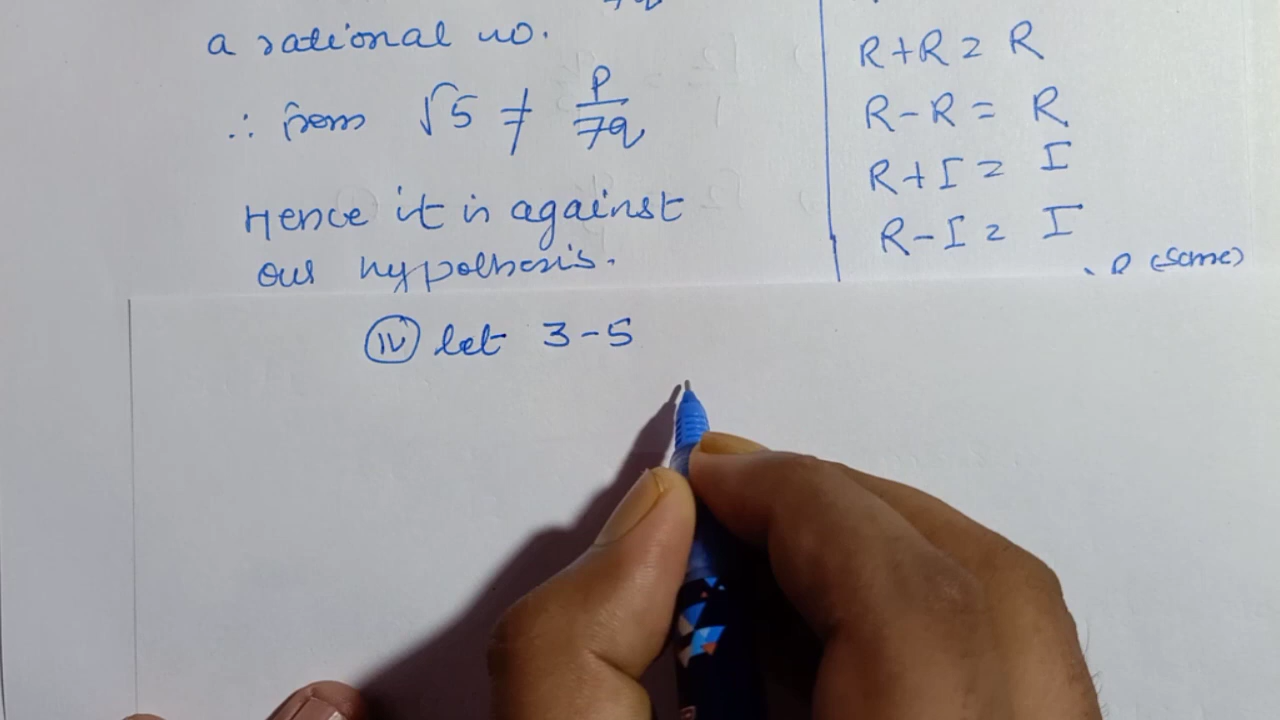 a rational no.
∴ from √5 ≠ P/7q
Hence it is against
our hypothesis.
R+R = R
R-R = R
R+I = I
R-I = I
R (same)
(iv) let 3-5